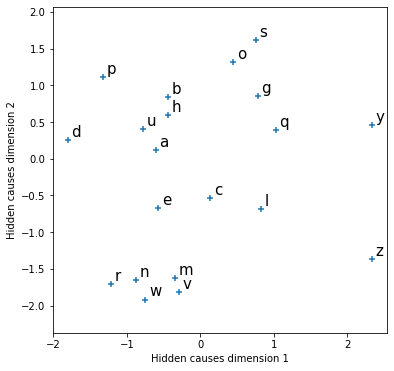 2.0
1.5
1.0
0.5
0.0
−0.5
−1.0
−1.5
−2.0
Hidden causes dimension 2
s
o
p
b
g
h
u
q
y
d
a
e
c
l
z
r
n
m
w
v
−2
−1
0
1
2
Hidden causes dimension 1